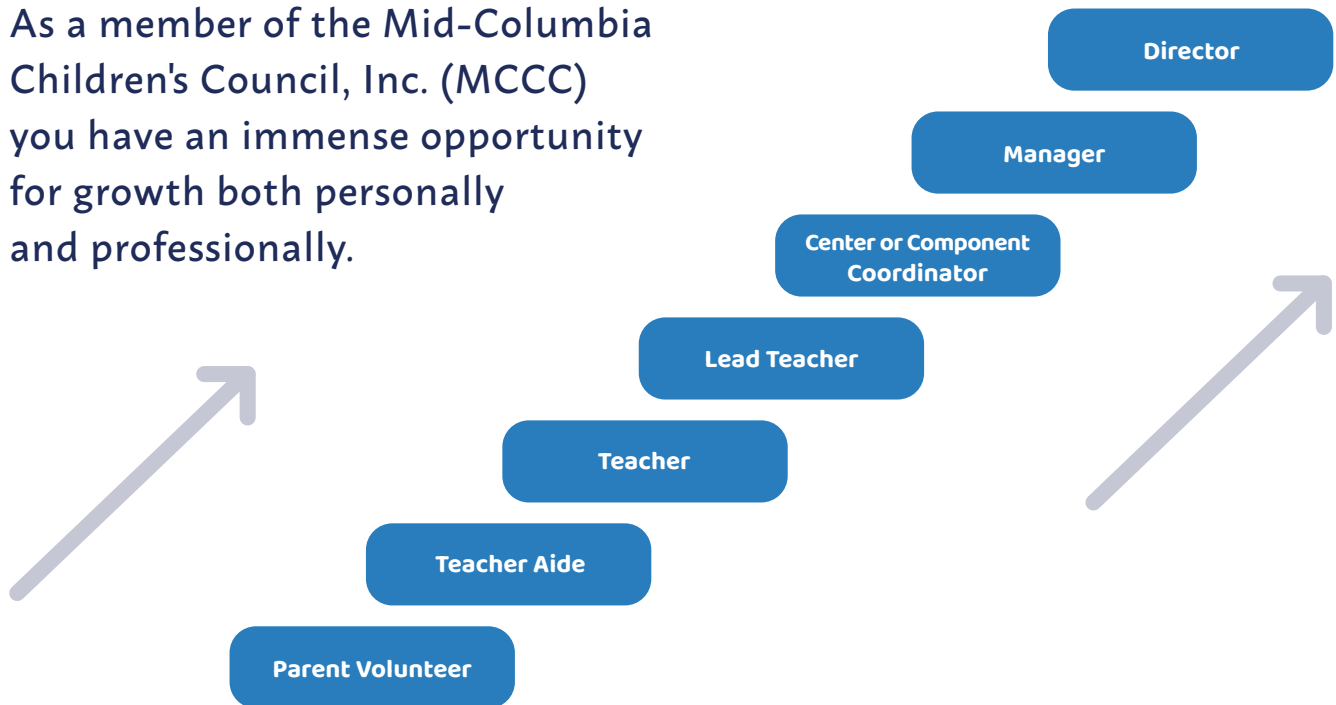 As a member of the Mid-Columbia
Children's Council, Inc. (MCCC)
you have an immense opportunity
for growth both personally
and professionally.
Director
Manager
Center or Component
Coordinator
Lead Teacher
Teacher
Teacher Aide
Parent Volunteer